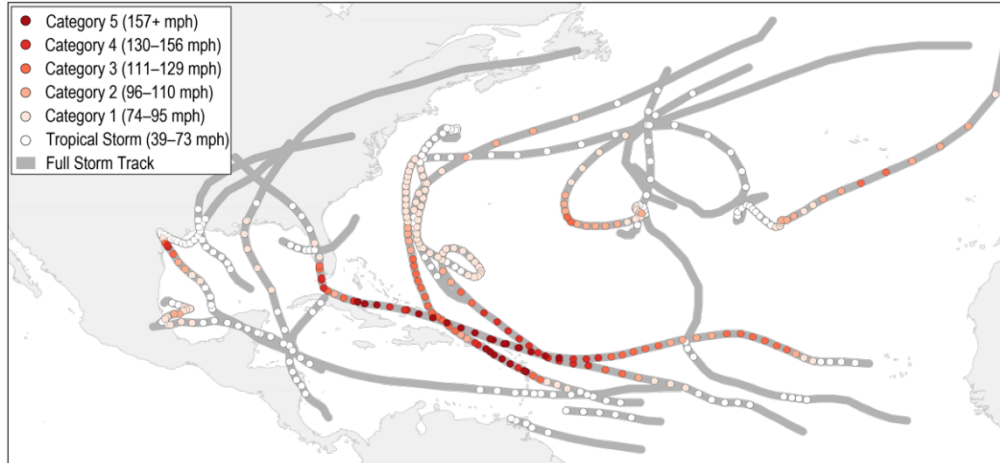 Category 5 (157+ mph)
Category 4 (130–156 mph)
Category 3 (111–129 mph)
Category 2 (96–110 mph)
Category 1 (74–95 mph)
Tropical Storm (39–73 mph)
Full Storm Track